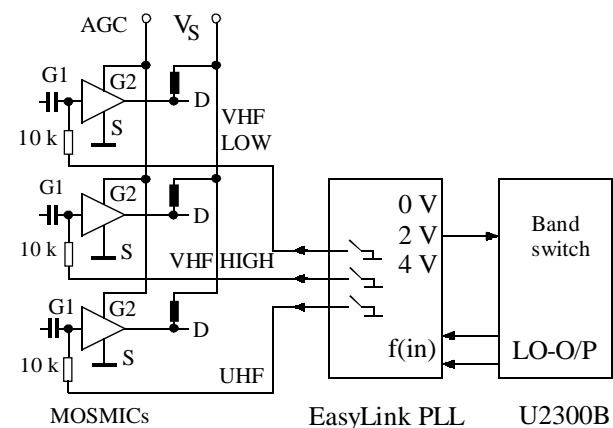 AGC
V_S
G1
G2
D
S
10 k
VHF
LOW
G1
G2
D
S
10 k
VHF HIGH
G1
G2
D
S
10 k
UHF
0 V
2 V
4 V
f(in)
Band
switch
LO-O/P
MOSMICs
EasyLink PLL
U2300B